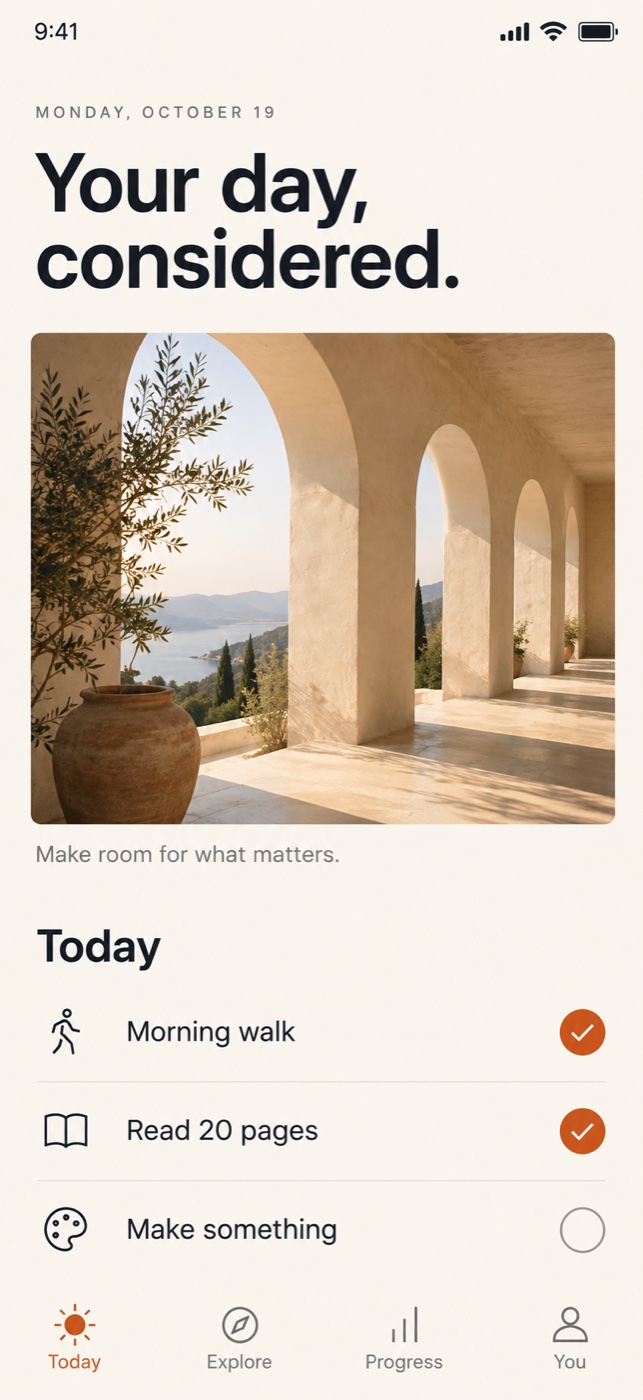 9:41
MONDAY, OCTOBER 19
Your day,
considered.
Make room for what matters.
Today
Morning walk
Read 20 pages
Make something
Today
Explore
Progress
You